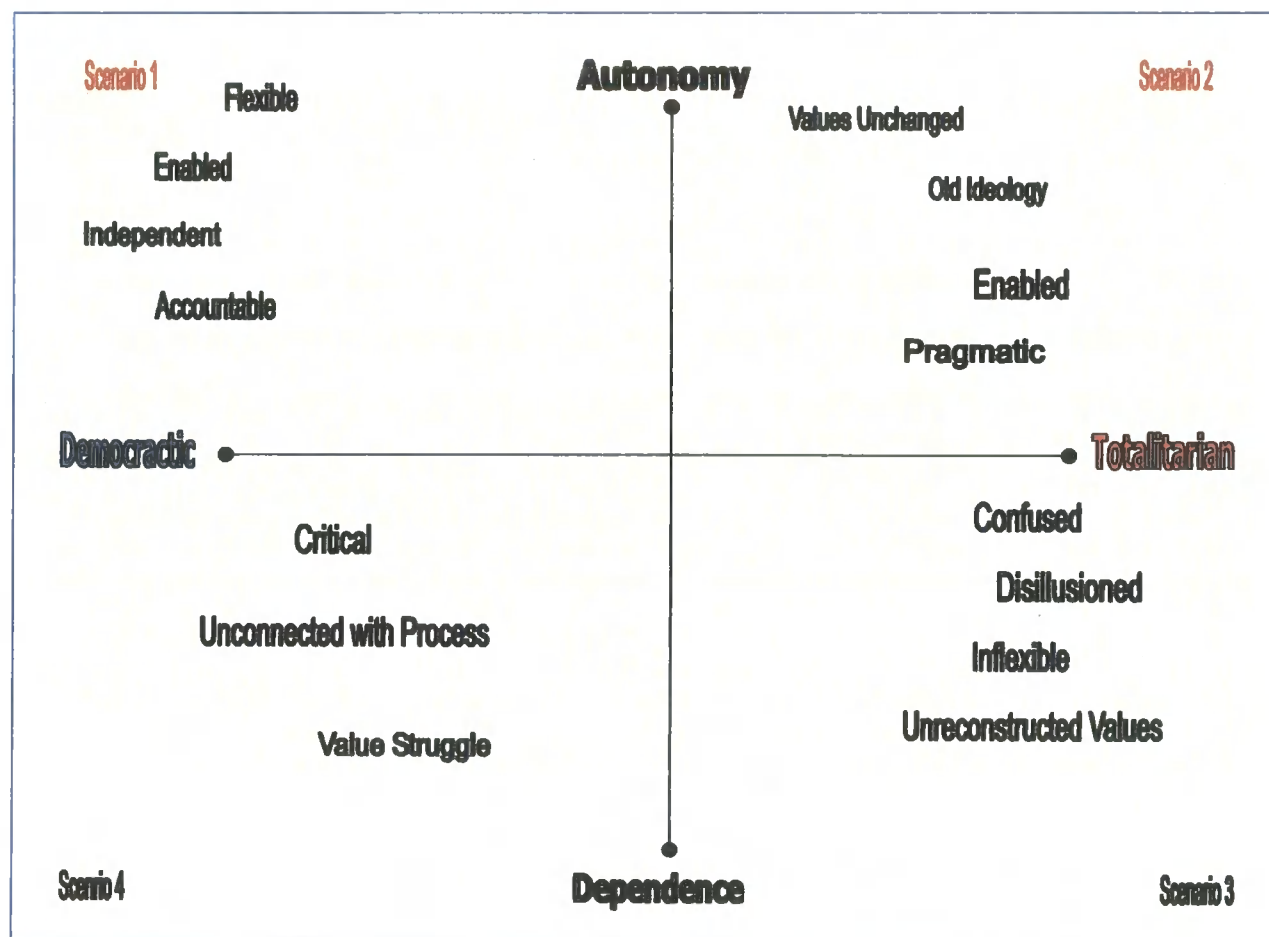 Scenario 1
Autonomy
Scenario 2
Flexible
Values Unchanged
Enabled
Old Ideology
Independent
Enabled
Accountable
Pragmatic
Democractic
Totalitarian
Critical
Confused
Disillusioned
Unconnected with Process
Inflexible
Value Struggle
Unreconstructed Values
Scenrio 4
Dependence
Scenario 3